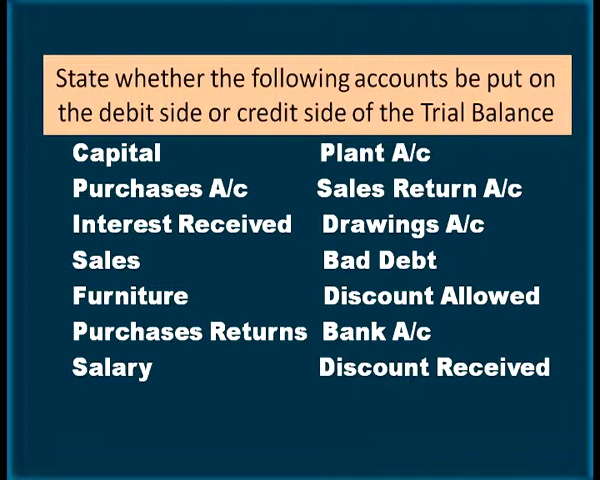 State whether the following accounts be put on
the debit side or credit side of the Trial Balance
Capital Plant A/c
Purchases A/c Sales Return A/c
Interest Received Drawings A/c
Sales Bad Debt
Furniture Discount Allowed
Purchases Returns Bank A/c
Salary Discount Received